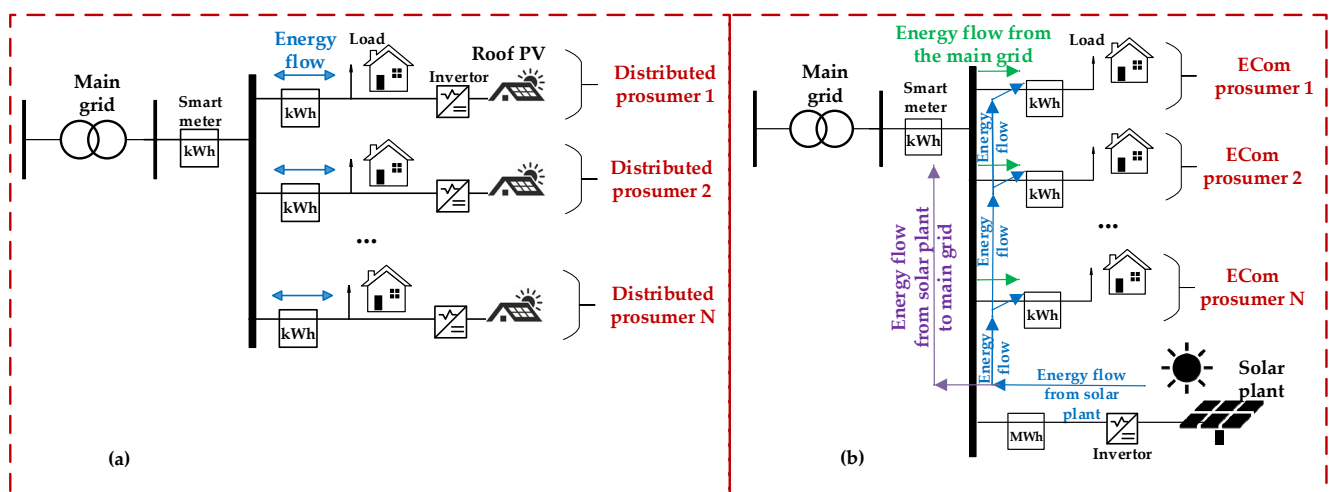 Energy
flow
Load
Roof PV
Main
grid
Smart
meter
kWh
kWh
Invertor
Distributed
prosumer 1
kWh
Distributed
prosumer 2
...
kWh
Distributed
prosumer N
(a)
Energy flow from
the main grid
Load
Main
grid
Smart
meter
kWh
kWh
ECom
prosumer 1
Energy
flow
kWh
ECom
prosumer 2
...
Energy
flow
kWh
ECom
prosumer N
Energy flow
from solar plant
to main grid
Energy
flow
Energy flow
from solar
plant
Solar
plant
MWh
Invertor
(b)